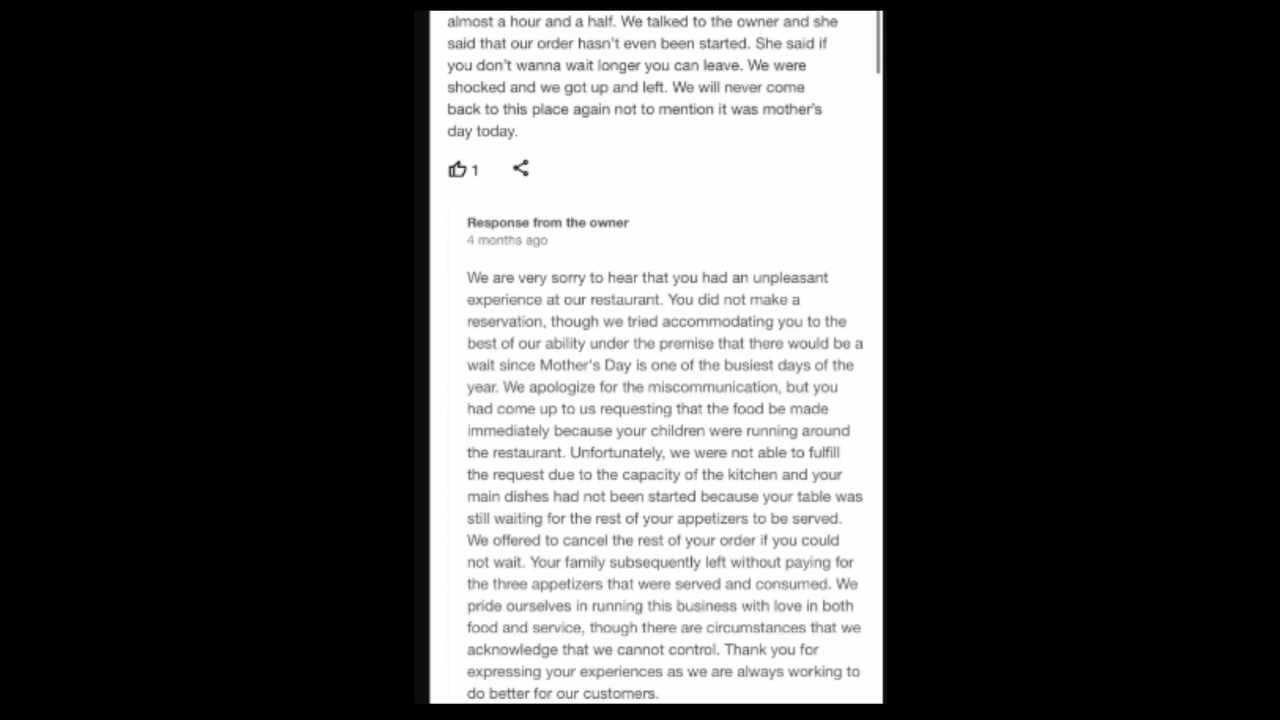 almost a hour and a half. We talked to the owner and she
said that our order hasn't even been started. She said if
you don't wanna wait longer you can leave. We were
shocked and we got up and left. We will never come
back to this place again not to mention it was mother's
day today.
1
Response from the owner
4 months ago
We are very sorry to hear that you had an unpleasant
experience at our restaurant. You did not make a
reservation, though we tried accommodating you to the
best of our ability under the premise that there would be a
wait since Mother's Day is one of the busiest days of the
year. We apologize for the miscommunication, but you
had come up to us requesting that the food be made
immediately because your children were running around
the restaurant. Unfortunately, we were not able to fulfill
the request due to the capacity of the kitchen and your
main dishes had not been started because your table was
still waiting for the rest of your appetizers to be served.
We offered to cancel the rest of your order if you could
not wait. Your family subsequently left without paying for
the three appetizers that were served and consumed. We
pride ourselves in running this business with love in both
food and service, though there are circumstances that we
acknowledge that we cannot control. Thank you for
expressing your experiences as we are always working to
do better for our customers.